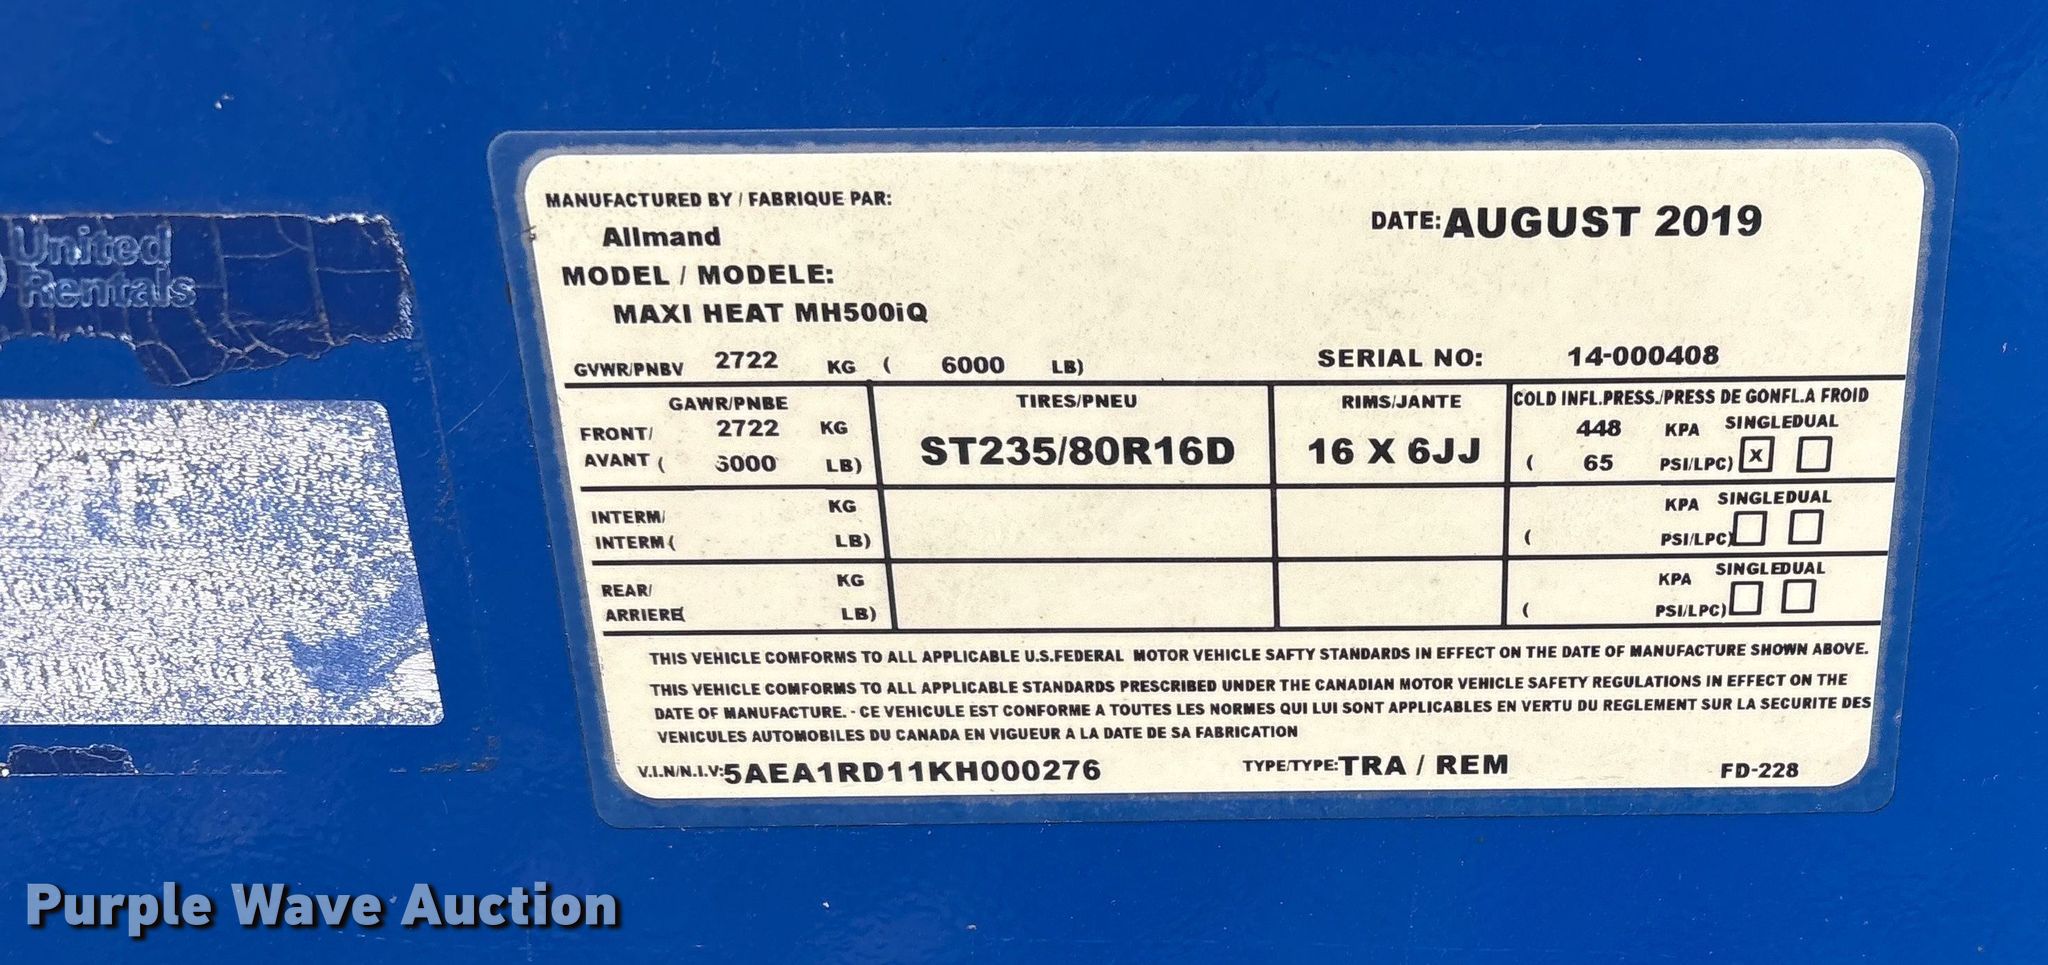 United
Rentals
MANUFACTURED BY / FABRIQUE PAR:
Allmand
DATE: AUGUST 2019
MODEL / MODELE:
MAXI HEAT MH500iQ
GVWR/PNBV 2722 KG ( 6000 LB) SERIAL NO: 14-000408
GAWR/PNBE TIRES/PNEU RIMS/JANTE COLD INFL.PRESS./PRESS DE GONFL.A FROID
FRONT/ 2722 KG ST235/80R16D 16 X 6JJ 448 KPA SINGLE DUAL
AVANT ( 6000 LB) ( 65 PSI/LPC) X
INTERM/ KG KPA SINGLE DUAL
INTERM ( LB) ( PSI/LPC)
REAR/ KG KPA SINGLE DUAL
ARRIERE ( LB) ( PSI/LPC)
THIS VEHICLE COMFORMS TO ALL APPLICABLE U.S.FEDERAL MOTOR VEHICLE SAFTY STANDARDS IN EFFECT ON THE DATE OF MANUFACTURE SHOWN ABOVE.
THIS VEHICLE COMFORMS TO ALL APPLICABLE STANDARDS PRESCRIBED UNDER THE CANADIAN MOTOR VEHICLE SAFETY REGULATIONS IN EFFECT ON THE
DATE OF MANUFACTURE. - CE VEHICULE EST CONFORME A TOUTES LES NORMES QUI LUI SONT APPLICABLES EN VERTU DU REGLEMENT SUR LA SECURITE DES
VENICULES AUTOMOBILES DU CANADA EN VIGUEUR A LA DATE DE SA FABRICATION
V.I.N/N.I.V: 5AEA1RD11KH000276 TYPE/TYPE: TRA / REM FD-228
Purple Wave Auction